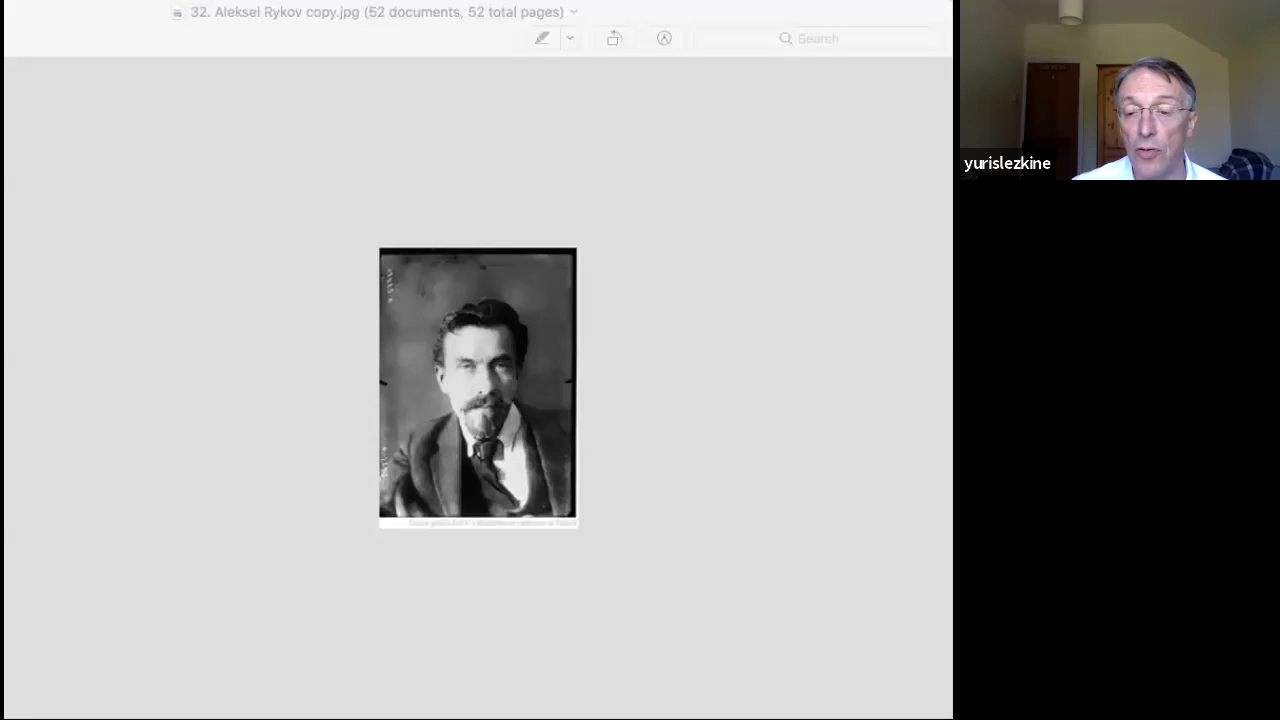 32. Aleksei Rykov copy.jpg (52 documents, 52 total pages)
Search
yurislezkine